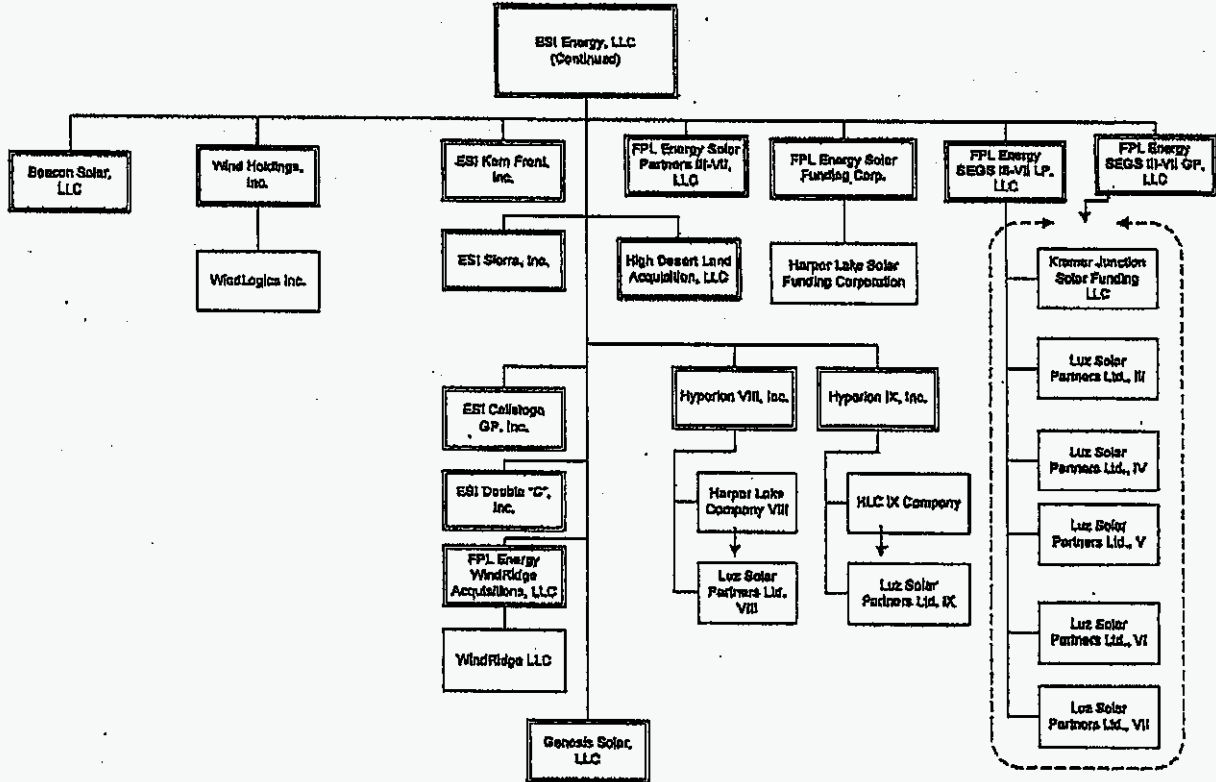 ESI Energy, LLC
(Continued)
Beacon Solar,
LLC
Wind Holdings,
Inc.
ESI Kern Front,
Inc.
FPL Energy Solar
Partners III-VII,
LLC
FPL Energy Solar
Funding Corp.
FPL Energy
SEGS III-VII LP,
LLC
FPL Energy
SEGS III-VII GP,
LLC
WindLogics Inc.
ESI Sierra, Inc.
High Desert Land
Acquisition, LLC
Harper Lake Solar
Funding Corporation
Kramer Junction
Solar Funding
LLC
Luz Solar
Partners Ltd., III
ESI Calistoga
GP, Inc.
Hyperion VIII, Inc.
Hyperion IX, Inc.
Luz Solar
Partners Ltd., IV
ESI Double "C",
Inc.
Harper Lake
Company VIII
HLC IX Company
Luz Solar
Partners Ltd., V
FPL Energy
WindRidge
Acquisitions, LLC
Luz Solar
Partners Ltd,
VIII
Luz Solar
Partners Ltd, IX
Luz Solar
Partners Ltd., VI
WindRidge LLC
Luz Solar
Partners Ltd., VII
Genesis Solar,
LLC